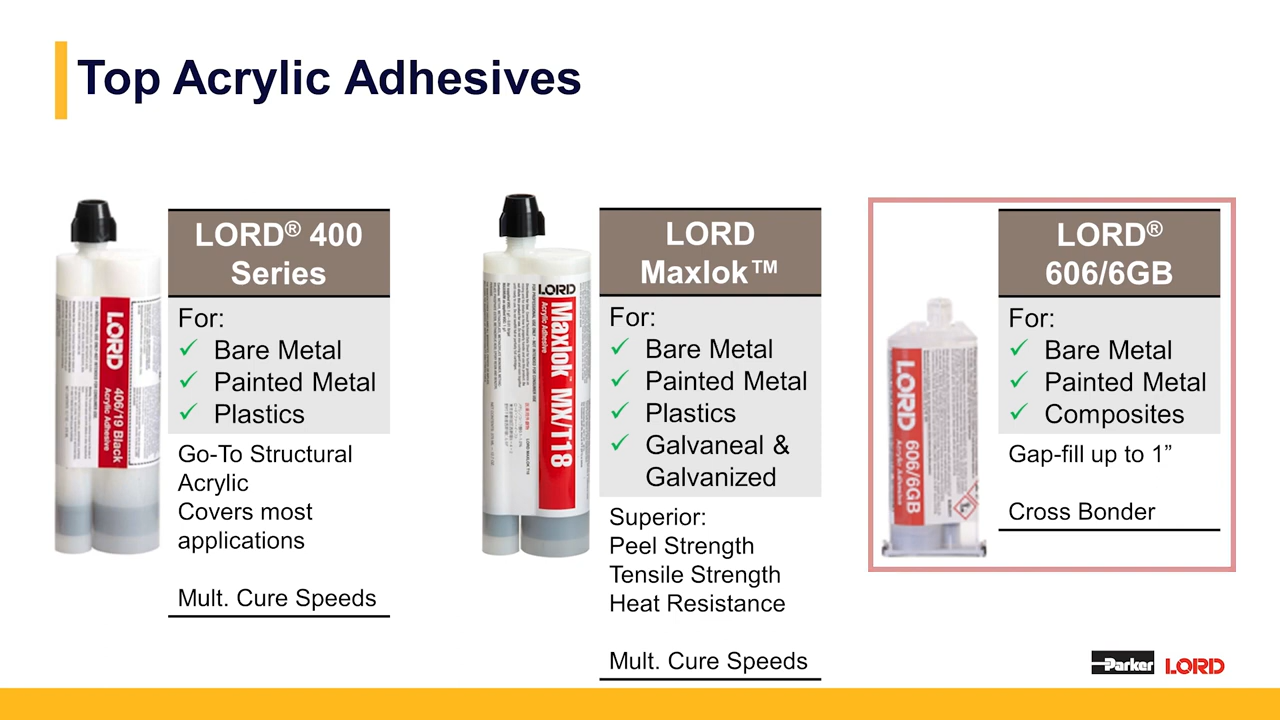 Top Acrylic Adhesives
LORD® 400
Series
For:
✓ Bare Metal
✓ Painted Metal
✓ Plastics
Go-To Structural
Acrylic
Covers most
applications
Mult. Cure Speeds
LORD
406/19 Black
Acrylic Adhesive
LORD
Maxlok™
For:
✓ Bare Metal
✓ Painted Metal
✓ Plastics
✓ Galvaneal &
Galvanized
Superior:
Peel Strength
Tensile Strength
Heat Resistance
Mult. Cure Speeds
LORD
Maxlok™ MX/T18
Acrylic Adhesive
LORD®
606/6GB
For:
✓ Bare Metal
✓ Painted Metal
✓ Composites
Gap-fill up to 1”
Cross Bonder
LORD
606/6GB
Acrylic Adhesive
Parker LORD